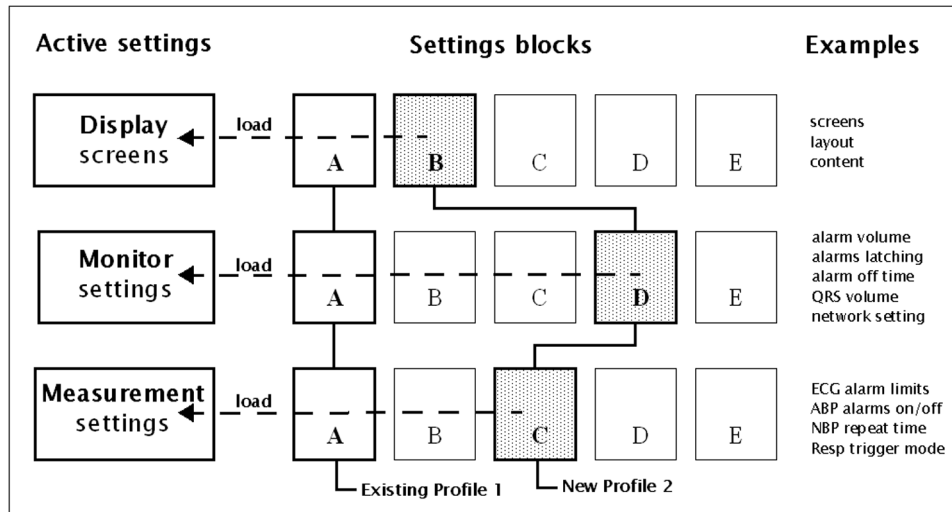 Active settings Settings blocks Examples
Display
screens
load
A B C D E
screens
layout
content
Monitor
settings
load
A B C D E
alarm volume
alarms latching
alarm off time
QRS volume
network setting
Measurement
settings
load
A B C D E
ECG alarm limits
ABP alarms on/off
NBP repeat time
Resp trigger mode
Existing Profile 1 New Profile 2